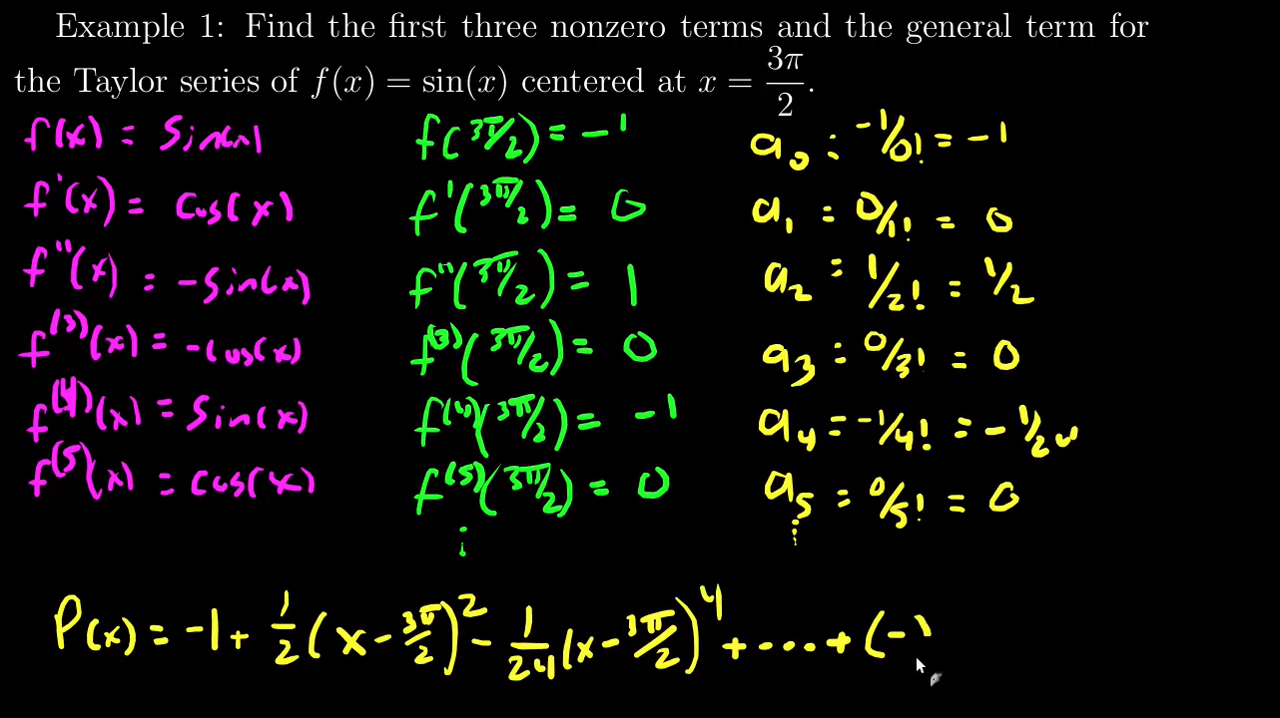 Example 1: Find the first three nonzero terms and the general term for
the Taylor series of f(x) = sin(x) centered at x = 3π/2.
f(x) = Sin(x) f(3π/2) = -1 a₀ = -1/0! = -1
f'(x) = cos(x) f'(3π/2) = 0 a₁ = 0/1! = 0
f''(x) = -Sin(x) f''(3π/2) = 1 a₂ = 1/2! = 1/2
f⁽³⁾(x) = -cos(x) f⁽³⁾(3π/2) = 0 a₃ = 0/3! = 0
f⁽⁴⁾(x) = Sin(x) f⁽⁴⁾(3π/2) = -1 a₄ = -1/4! = -1/24
f⁽⁵⁾(x) = cos(x) f⁽⁵⁾(3π/2) = 0 a₅ = 0/5! = 0
⋮ ⋮
P(x) = -1 + 1/2 (x - 3π/2)² - 1/24 (x - 3π/2)⁴ + ... + (-